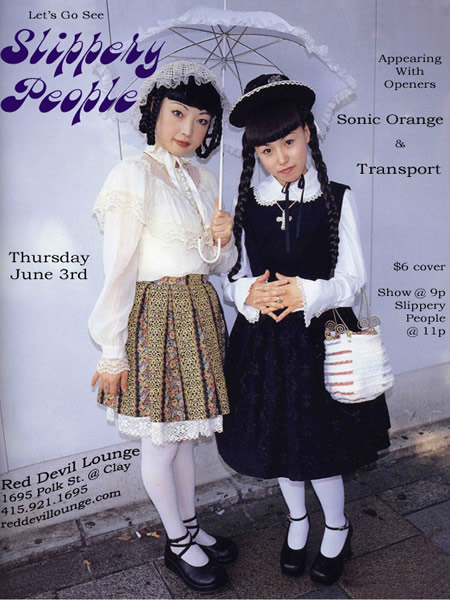 Let's Go See
Slippery
People
Appearing
With
Openers
Sonic Orange
&
Transport
Thursday
June 3rd
$6 cover
Show @ 9p
Slippery
People
@ 11p
Red Devil Lounge
1695 Polk St. @ Clay
415.921.1695
reddevillounge.com